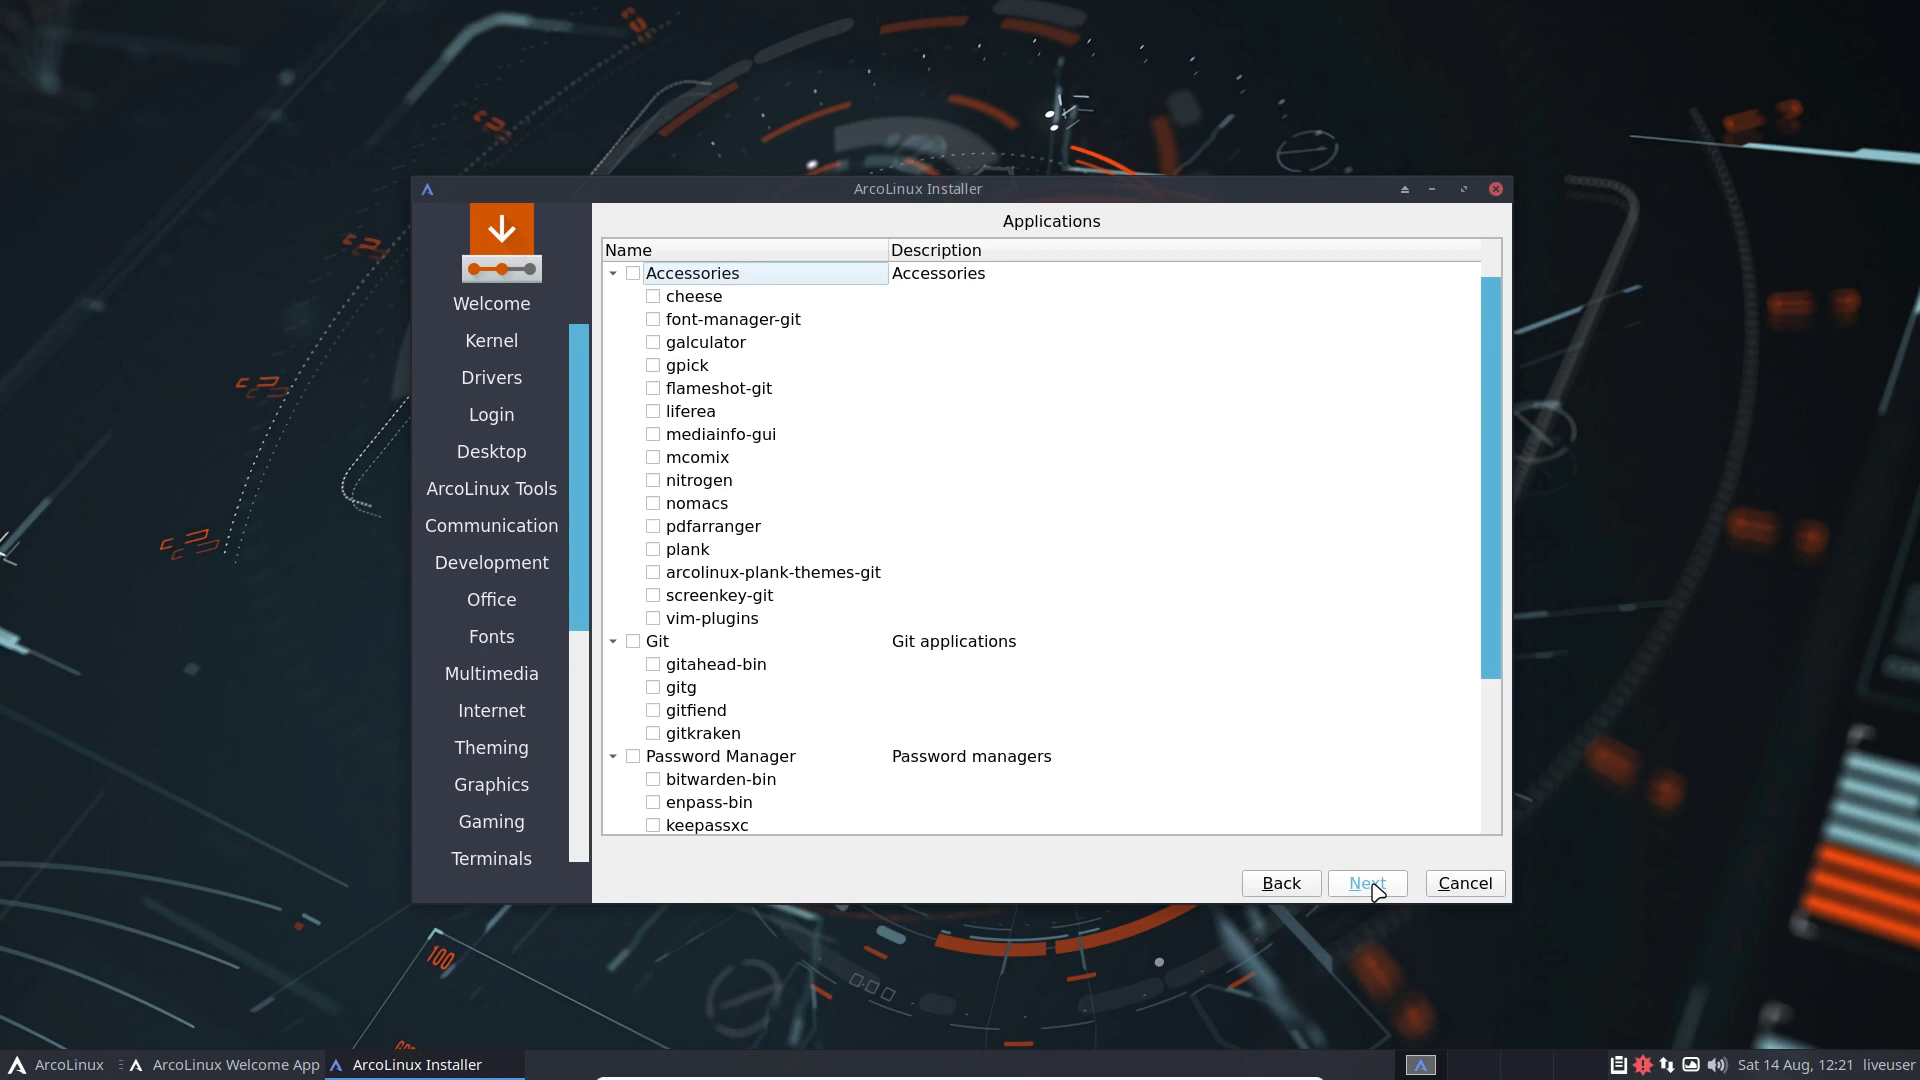 ArcoLinux Installer
Welcome
Kernel
Drivers
Login
Desktop
ArcoLinux Tools
Communication
Development
Office
Fonts
Multimedia
Internet
Theming
Graphics
Gaming
Terminals
Applications
Name Description
Accessories Accessories
cheese
font-manager-git
galculator
gpick
flameshot-git
liferea
mediainfo-gui
mcomix
nitrogen
nomacs
pdfarranger
plank
arcolinux-plank-themes-git
screenkey-git
vim-plugins
Git Git applications
gitahead-bin
gitg
gitfiend
gitkraken
Password Manager Password managers
bitwarden-bin
enpass-bin
keepassxc
Back Next Cancel
100
ArcoLinux ArcoLinux Welcome App ArcoLinux Installer Sat 14 Aug, 12:21 liveuser